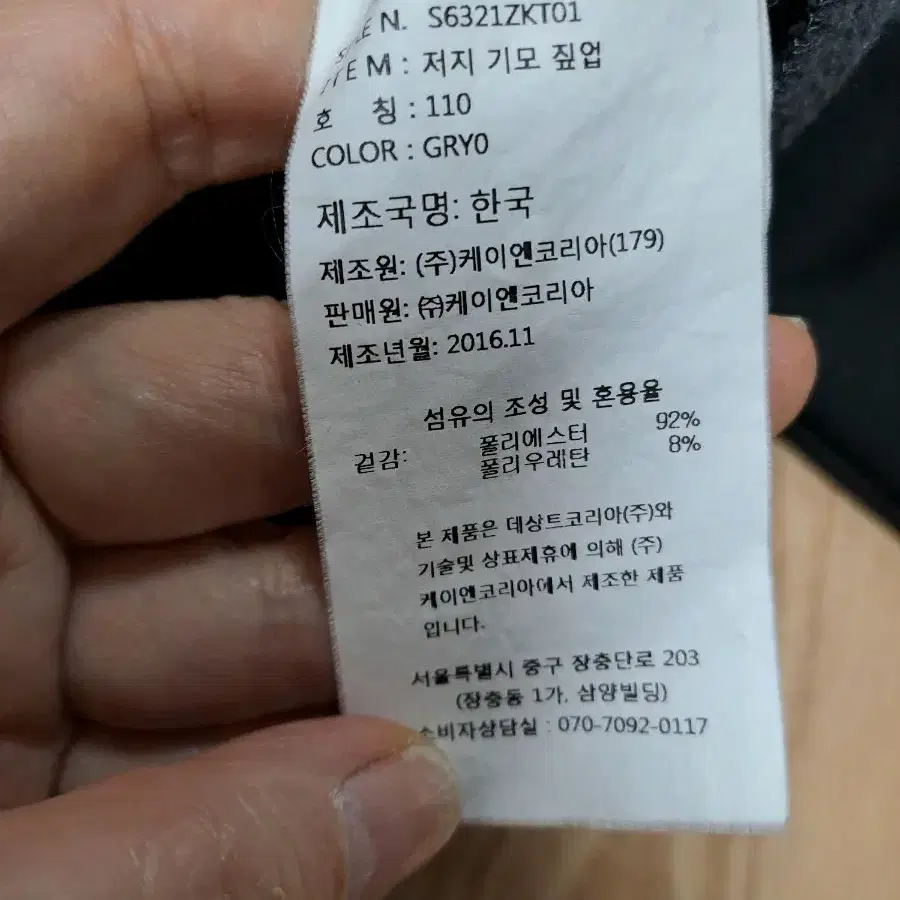 N. S6321ZKT01
ITEM : 저지 기모 짚업
호 칭 : 110
COLOR : GRY0
제조국명: 한국
제조원: (주)케이엔코리아(179)
판매원: ㈜케이엔코리아
제조년월: 2016.11
섬유의 조성 및 혼용율
겉감: 폴리에스터 92%
폴리우레탄 8%
본 제품은 데상트코리아(주)와
기술및 상표제휴에 의해 (주)
케이엔코리아에서 제조한 제품
입니다.
서울특별시 중구 장충단로 203
(장충동 1가, 삼양빌딩)
소비자상담실 : 070-7092-0117